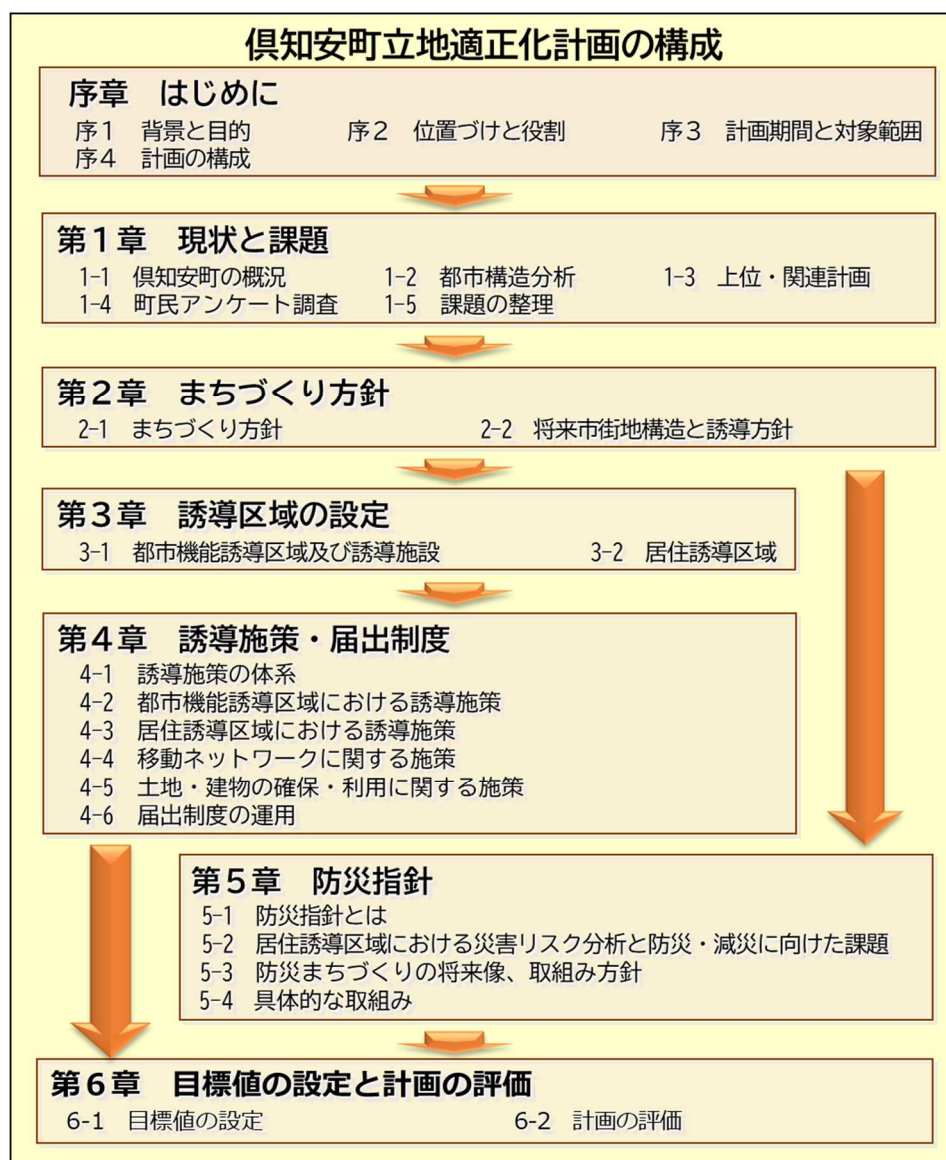 倶知安町立地適正化計画の構成
序章　はじめに
序１　背景と目的　序２　位置づけと役割　序３　計画期間と対象範囲
序４　計画の構成
第１章　現状と課題
1-1　倶知安町の概況　1-2　都市構造分析　1-3　上位・関連計画
1-4　町民アンケート調査　1-5　課題の整理
第２章　まちづくり方針
2-1　まちづくり方針　2-2　将来市街地構造と誘導方針
第３章　誘導区域の設定
3-1　都市機能誘導区域及び誘導施設　3-2　居住誘導区域
第４章　誘導施策・届出制度
4-1　誘導施策の体系
4-2　都市機能誘導区域における誘導施策
4-3　居住誘導区域における誘導施策
4-4　移動ネットワークに関する施策
4-5　土地・建物の確保・利用に関する施策
4-6　届出制度の運用
第５章　防災指針
5-1　防災指針とは
5-2　居住誘導区域における災害リスク分析と防災・減災に向けた課題
5-3　防災まちづくりの将来像、取組み方針
5-4　具体的な取組み
第６章　目標値の設定と計画の評価
6-1　目標値の設定　6-2　計画の評価